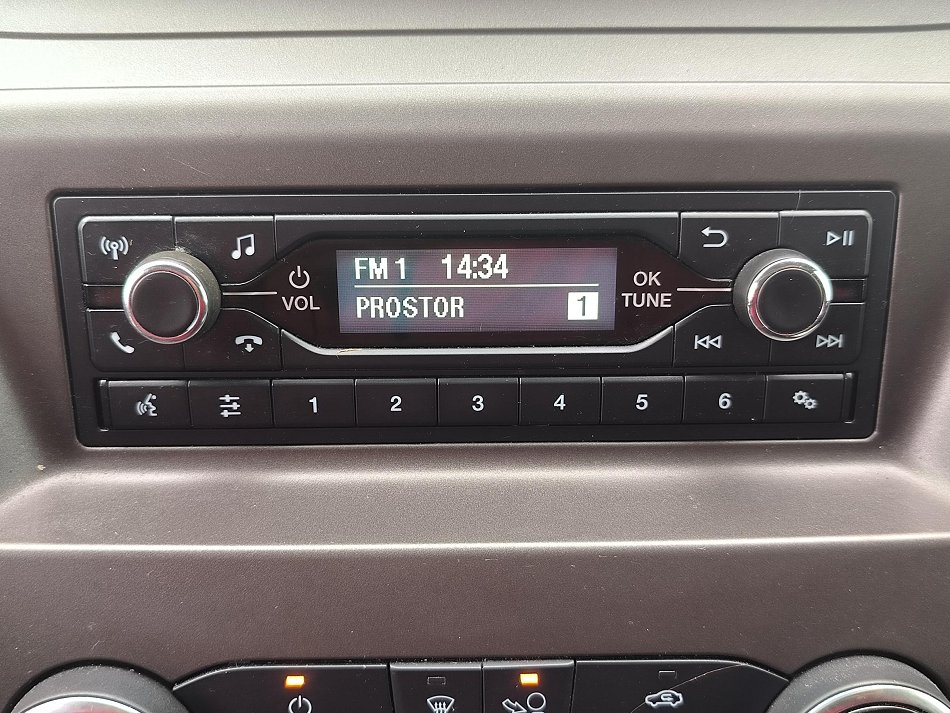 FM 1 14:34
PROSTOR 1
VOL
OK
TUNE
1 2 3 4 5 6